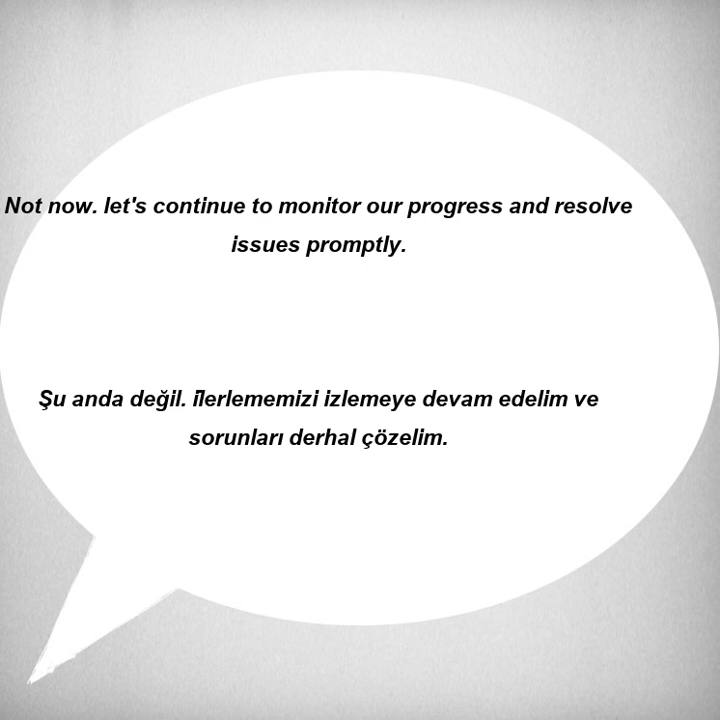 Not now. let's continue to monitor our progress and resolve
issues promptly.
Şu anda değil. i̇lerlememizi izlemeye devam edelim ve
sorunları derhal çözelim.